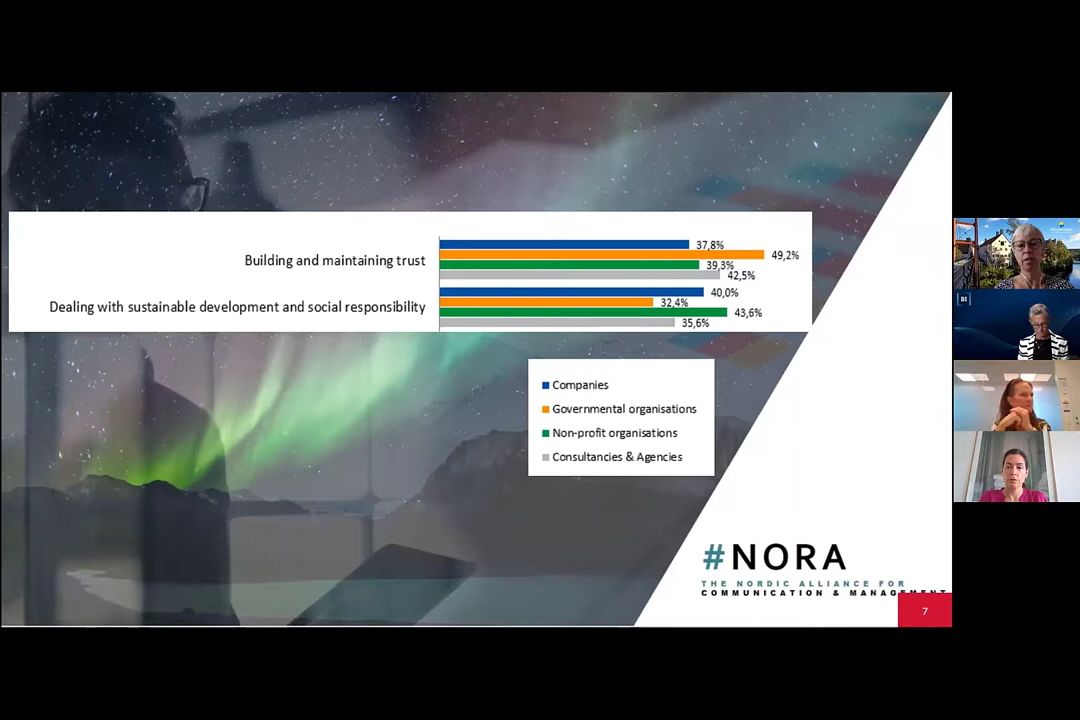 Building and maintaining trust
37,8%
49,2%
39,3%
42,5%
Dealing with sustainable development and social responsibility
40,0%
32,4%
43,6%
35,6%
Companies
Governmental organisations
Non-profit organisations
Consultancies & Agencies
#NORA
THE NORDIC ALLIANCE FOR
COMMUNICATION & MANAGEMENT
7
BI